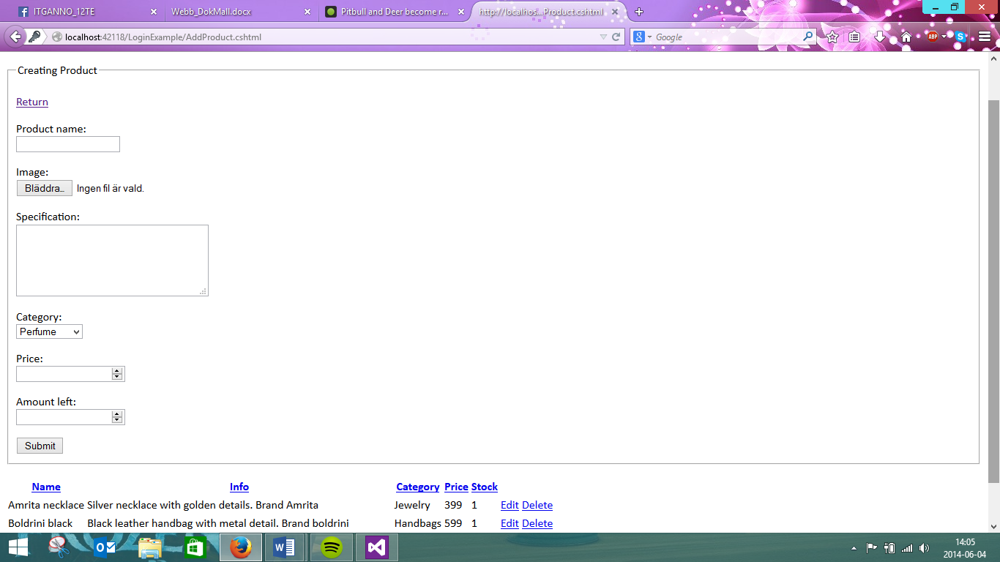 ITGANNO_12TE
Webb_DokMall.docx
Pitbull and Deer become r...
http://localhos...Product.cshtml
localhost:42118/LoginExample/AddProduct.cshtml
Google
ABP
Creating Product
Return
Product name:
Image:
Bläddra... Ingen fil är vald.
Specification:
Category:
Perfume
Price:
Amount left:
Submit
Name Info Category Price Stock
Amrita necklace Silver necklace with golden details. Brand Amrita Jewelry 399 1 Edit Delete
Boldrini black Black leather handbag with metal detail. Brand boldrini Handbags 599 1 Edit Delete
14:05
2014-06-04